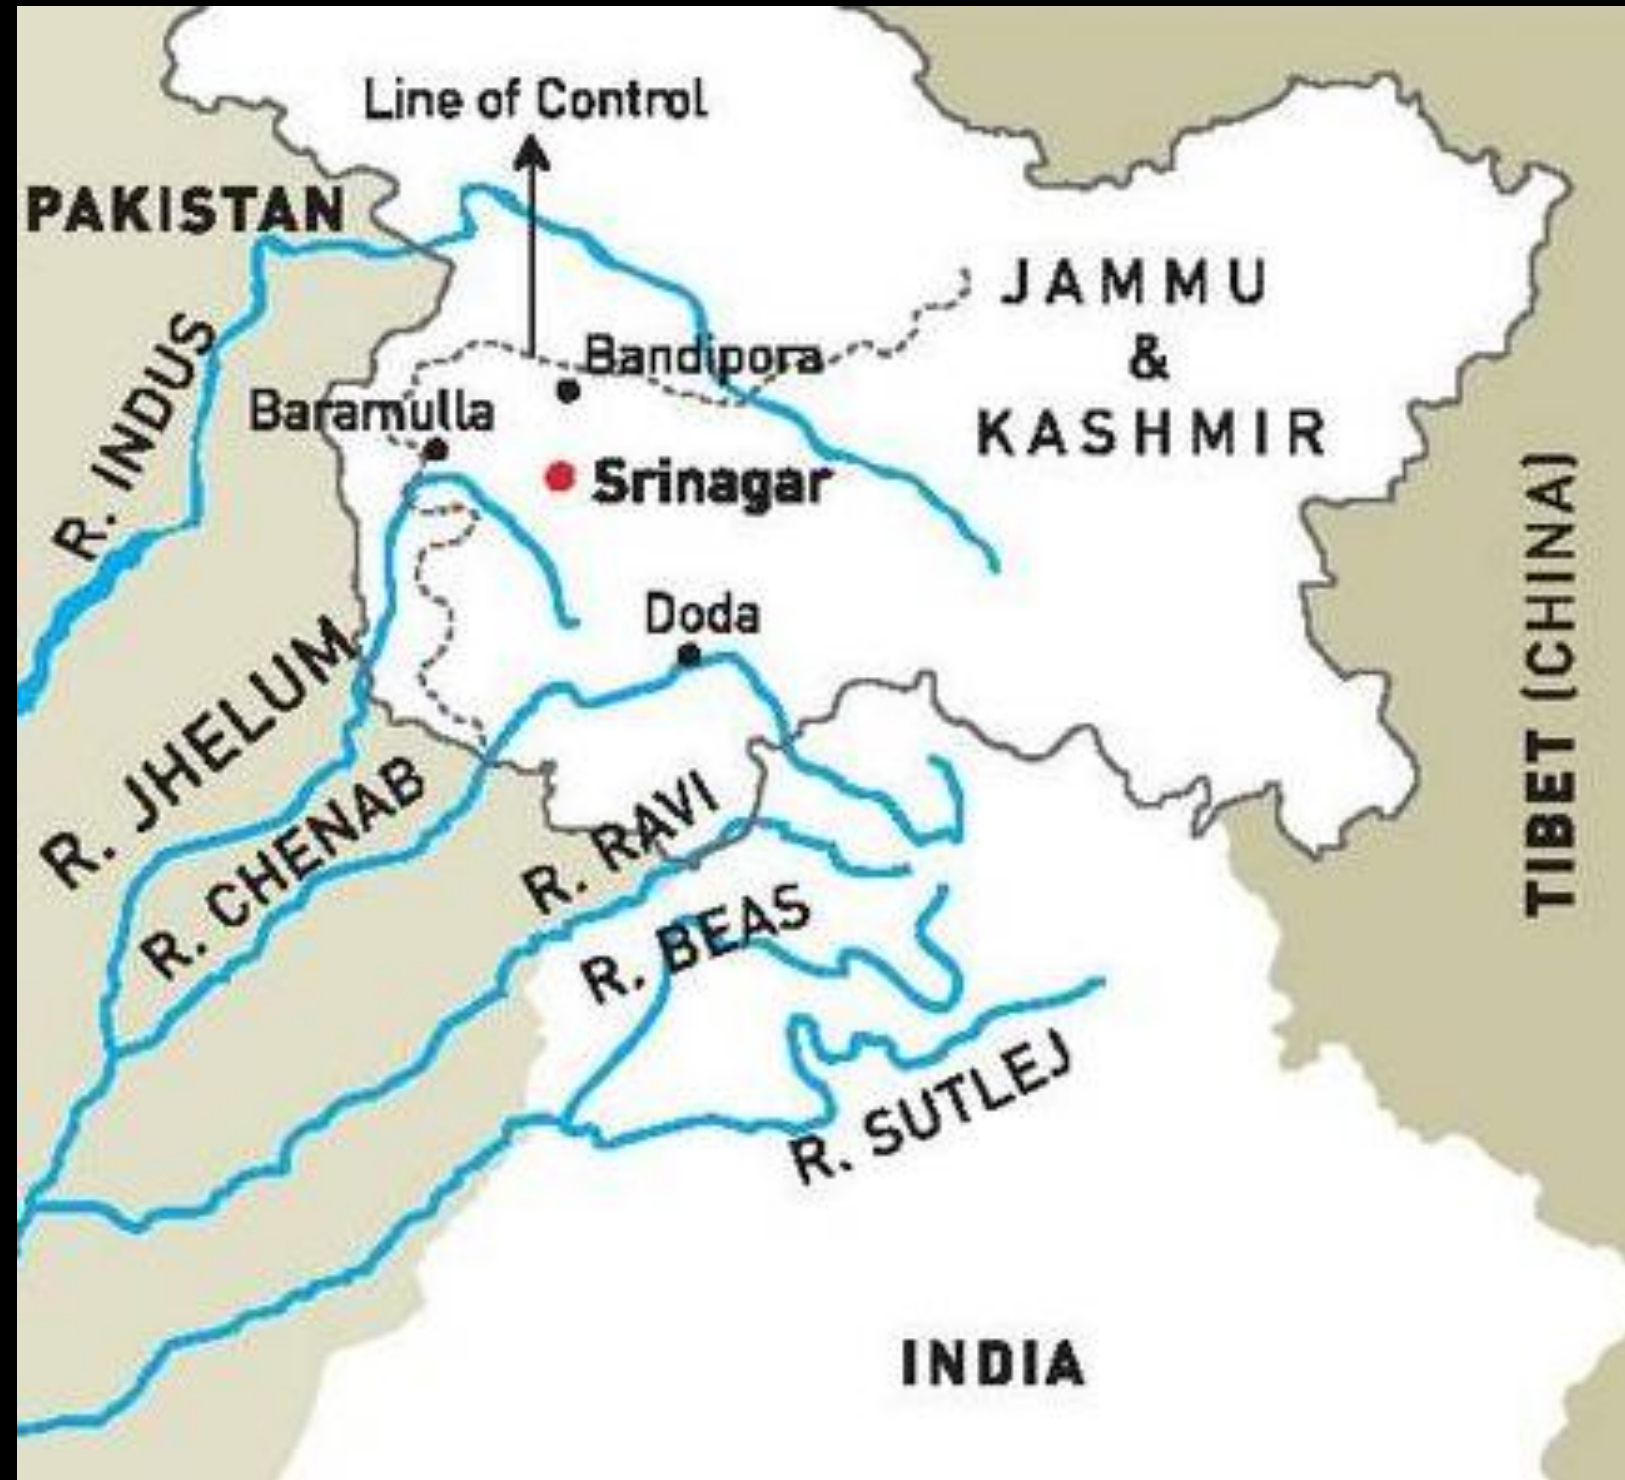 Line of Control
PAKISTAN
JAMMU
&
KASHMIR
R. INDUS
Bandipora
Baramulla
Srinagar
Doda
R. JHELUM
R. CHENAB
R. RAVI
R. BEAS
R. SUTLEJ
TIBET (CHINA)
INDIA